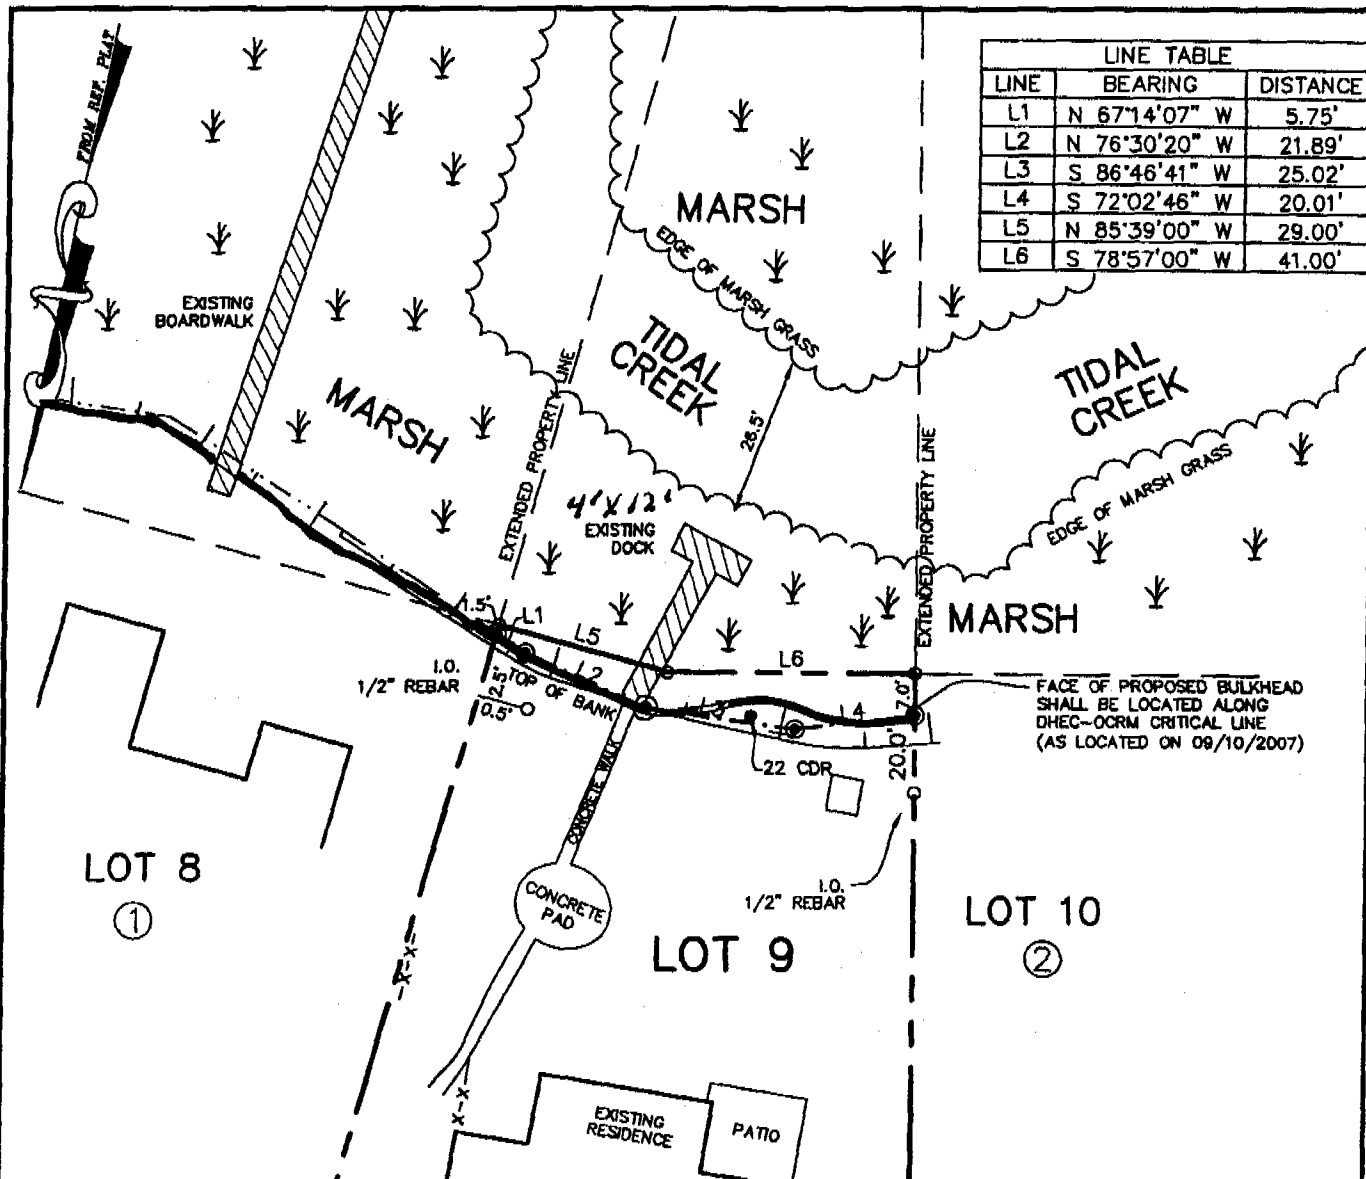 FROM REF. PLAT
LINE TABLE
LINE BEARING DISTANCE
L1 N 67°14'07" W 5.75'
L2 N 76°30'20" W 21.89'
L3 S 86°46'41" W 25.02'
L4 S 72°02'46" W 20.01'
L5 N 85°39'00" W 29.00'
L6 S 78°57'00" W 41.00'
MARSH
EDGE OF MARSH GRASS
EXISTING
BOARDWALK
TIDAL
CREEK
TIDAL
CREEK
MARSH
EXTENDED PROPERTY LINE
26.5'
EXTENDED PROPERTY LINE
EDGE OF MARSH GRASS
4'X12'
EXISTING
DOCK
MARSH
1.5'
L1
L5
L6
I.O.
1/2" REBAR
2.5'
0.5'
TOP OF BANK
L2
L3
L4
7.0'
20.0'
FACE OF PROPOSED BULKHEAD
SHALL BE LOCATED ALONG
DHEC-OCRM CRITICAL LINE
(AS LOCATED ON 09/10/2007)
22 CDR
CONCRETE WALK
LOT 8
1
CONCRETE
PAD
I.O.
1/2" REBAR
LOT 9
LOT 10
2
-x-x-
x-x
EXISTING
RESIDENCE
PATIO